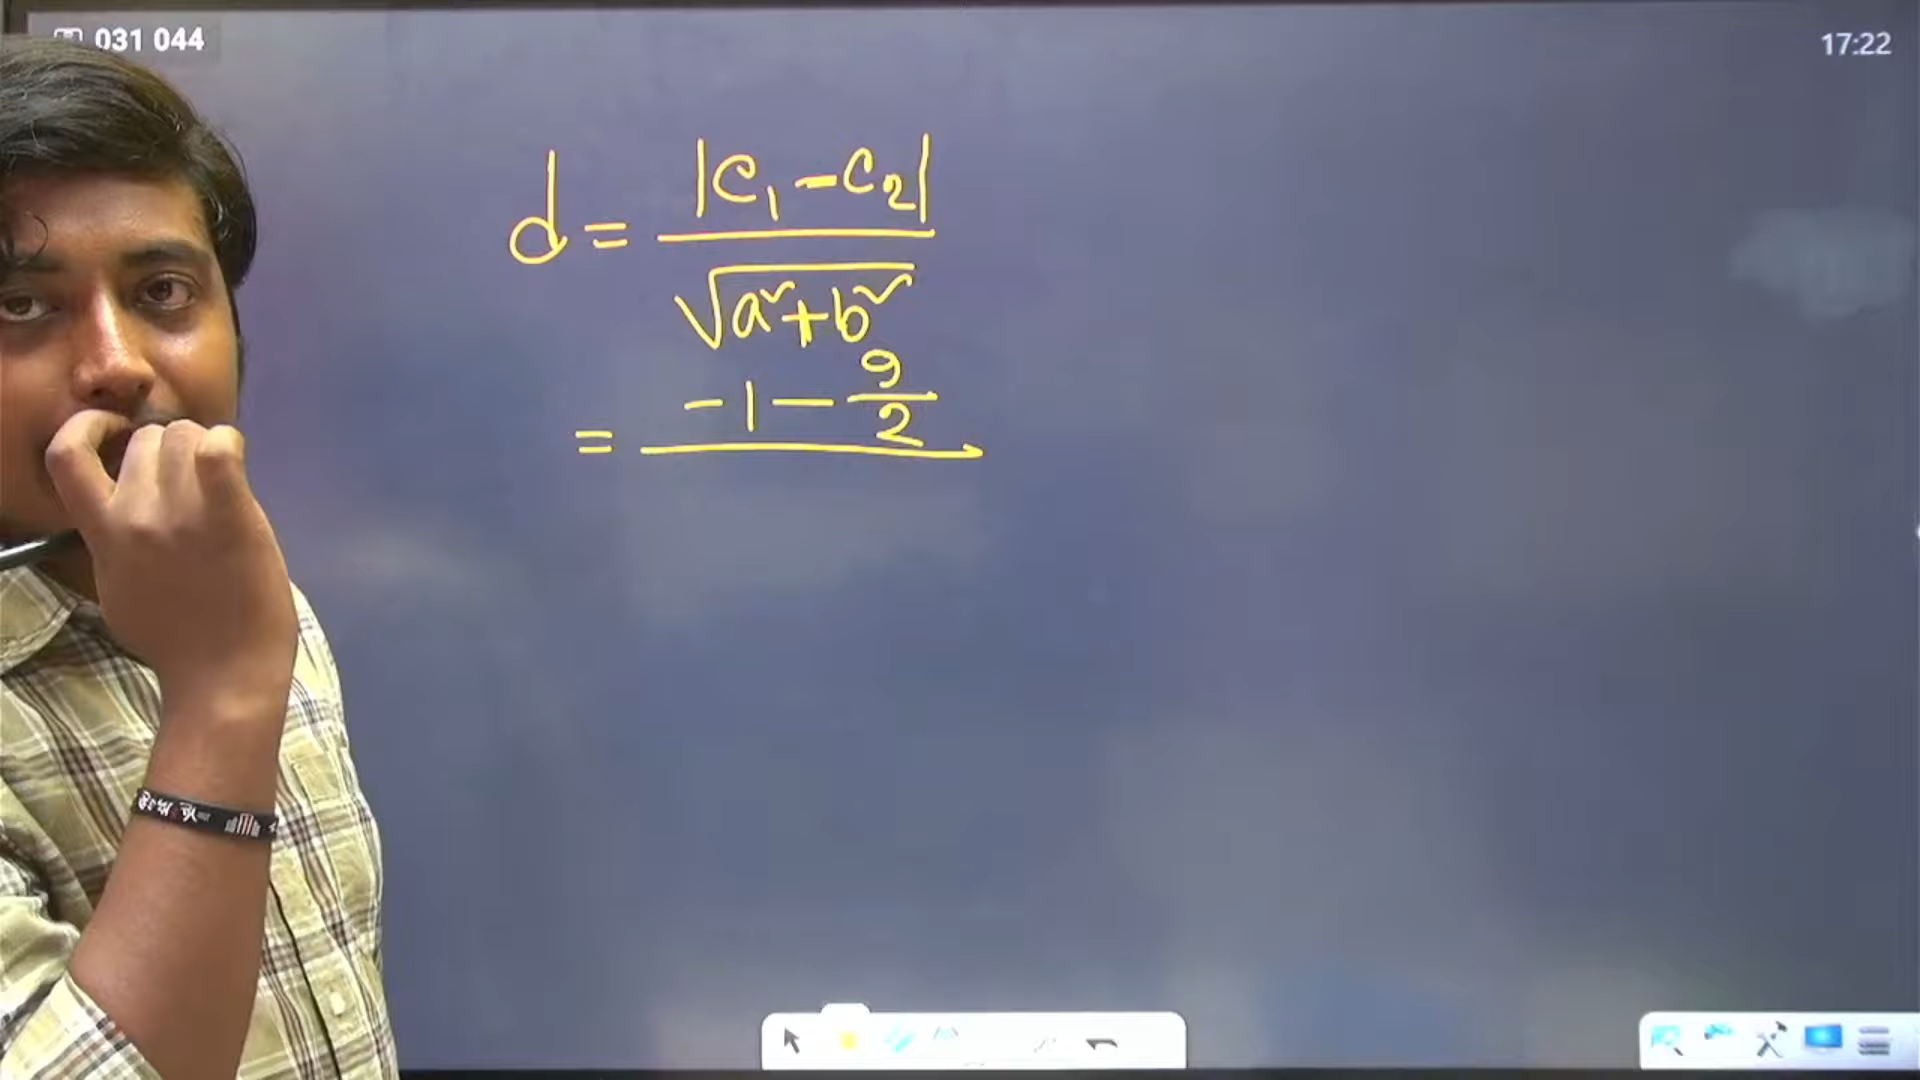 031 044
17:22
d = |c₁ - c₂| / √a²+b²
= -1 - 9/2